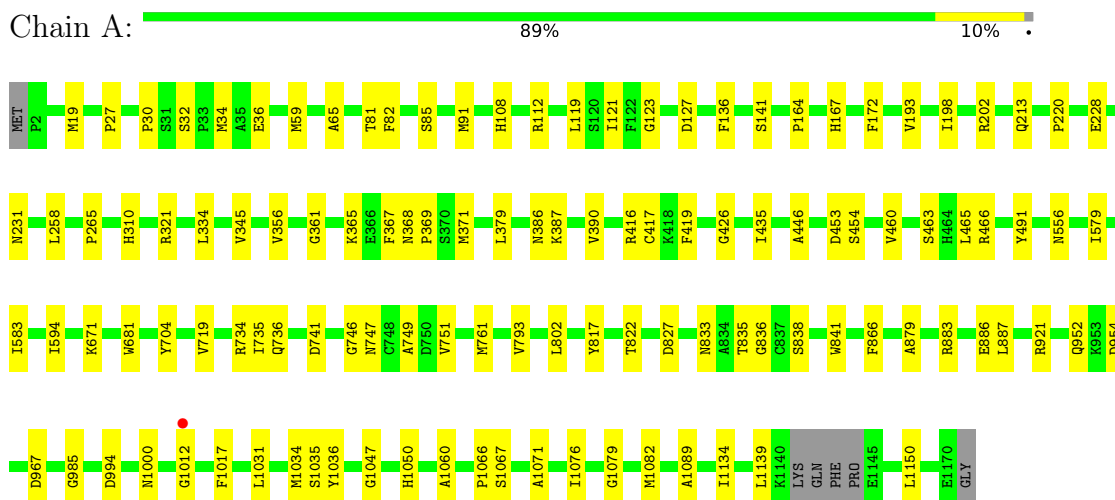 Chain A:
89% 10% •
MET P2 M19 P27 P30 S31 S32 P33 M34 A35 E36 M59 A65 T81 F82 S85 M91 H108 R112 L119 S120 I121 F122 G123 D127 F136 S141 P164 H167 F172 V193 I198 R202 Q213 P220 E228
N231 L258 P265 H310 R321 L334 V345 V356 G361 K365 E366 F367 N368 P369 S370 M371 L379 N386 K387 V390 R416 C417 K418 F419 G426 I435 A446 D453 S454 V460 S463 H464 L465 R466 Y491 N556 I579
I583 I594 K671 W681 Y704 V719 R734 I735 Q736 D741 G746 N747 C748 A749 D750 V751 M761 V793 L802 Y817 T822 D827 N833 A834 T835 G836 C837 S838 W841 F866 A879 R883 E886 L887 R921 Q952 K953
D967 G985 D994 N1000 G1012 F1017 L1031 M1034 S1035 Y1036 G1047 H1050 A1060 P1066 S1067 A1071 I1076 G1079 M1082 A1089 I1134 L1139 K1140 LYS GLN PHE PRO E1145 L1150 E1170 GLY